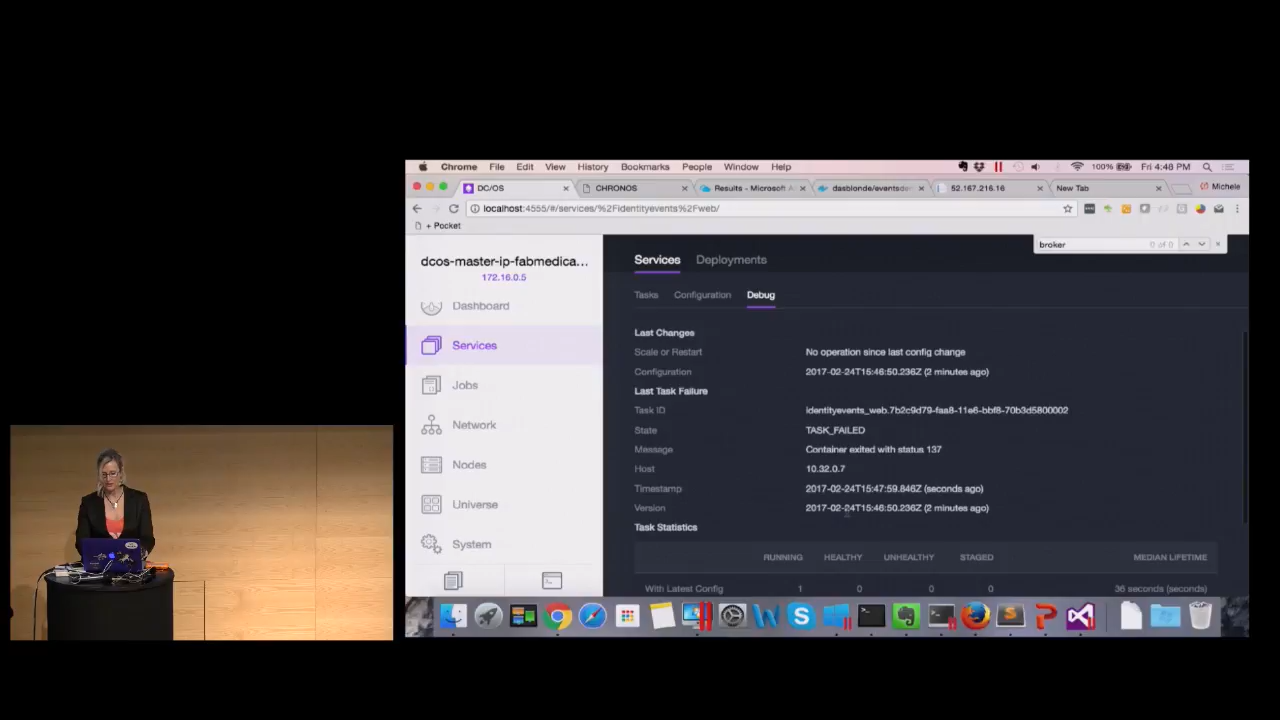 Chrome File Edit View History Bookmarks People Window Help 100% Fri 4:48 PM
DC/OS CHRONOS Results - Microsoft A dasblonde/eventsde 52.167.216.16 New Tab Michele
localhost:4555/#/services/%2Fidentityevents%2Fweb/
+ Pocket
broker 0 of 0
dcos-master-ip-fabmedica...
172.16.0.5
Dashboard
Services
Jobs
Network
Nodes
Universe
System
Services Deployments
Tasks Configuration Debug
Last Changes
Scale or Restart No operation since last config change
Configuration 2017-02-24T15:46:50.236Z (2 minutes ago)
Last Task Failure
Task ID identityevents_web.7b2c9d79-faa8-11e6-bbf8-70b3d5800002
State TASK_FAILED
Message Container exited with status 137
Host 10.32.0.7
Timestamp 2017-02-24T15:47:59.846Z (seconds ago)
Version 2017-02-24T15:46:50.236Z (2 minutes ago)
Task Statistics
RUNNING HEALTHY UNHEALTHY STAGED MEDIAN LIFETIME
With Latest Config 1 0 0 0 36 seconds (seconds)